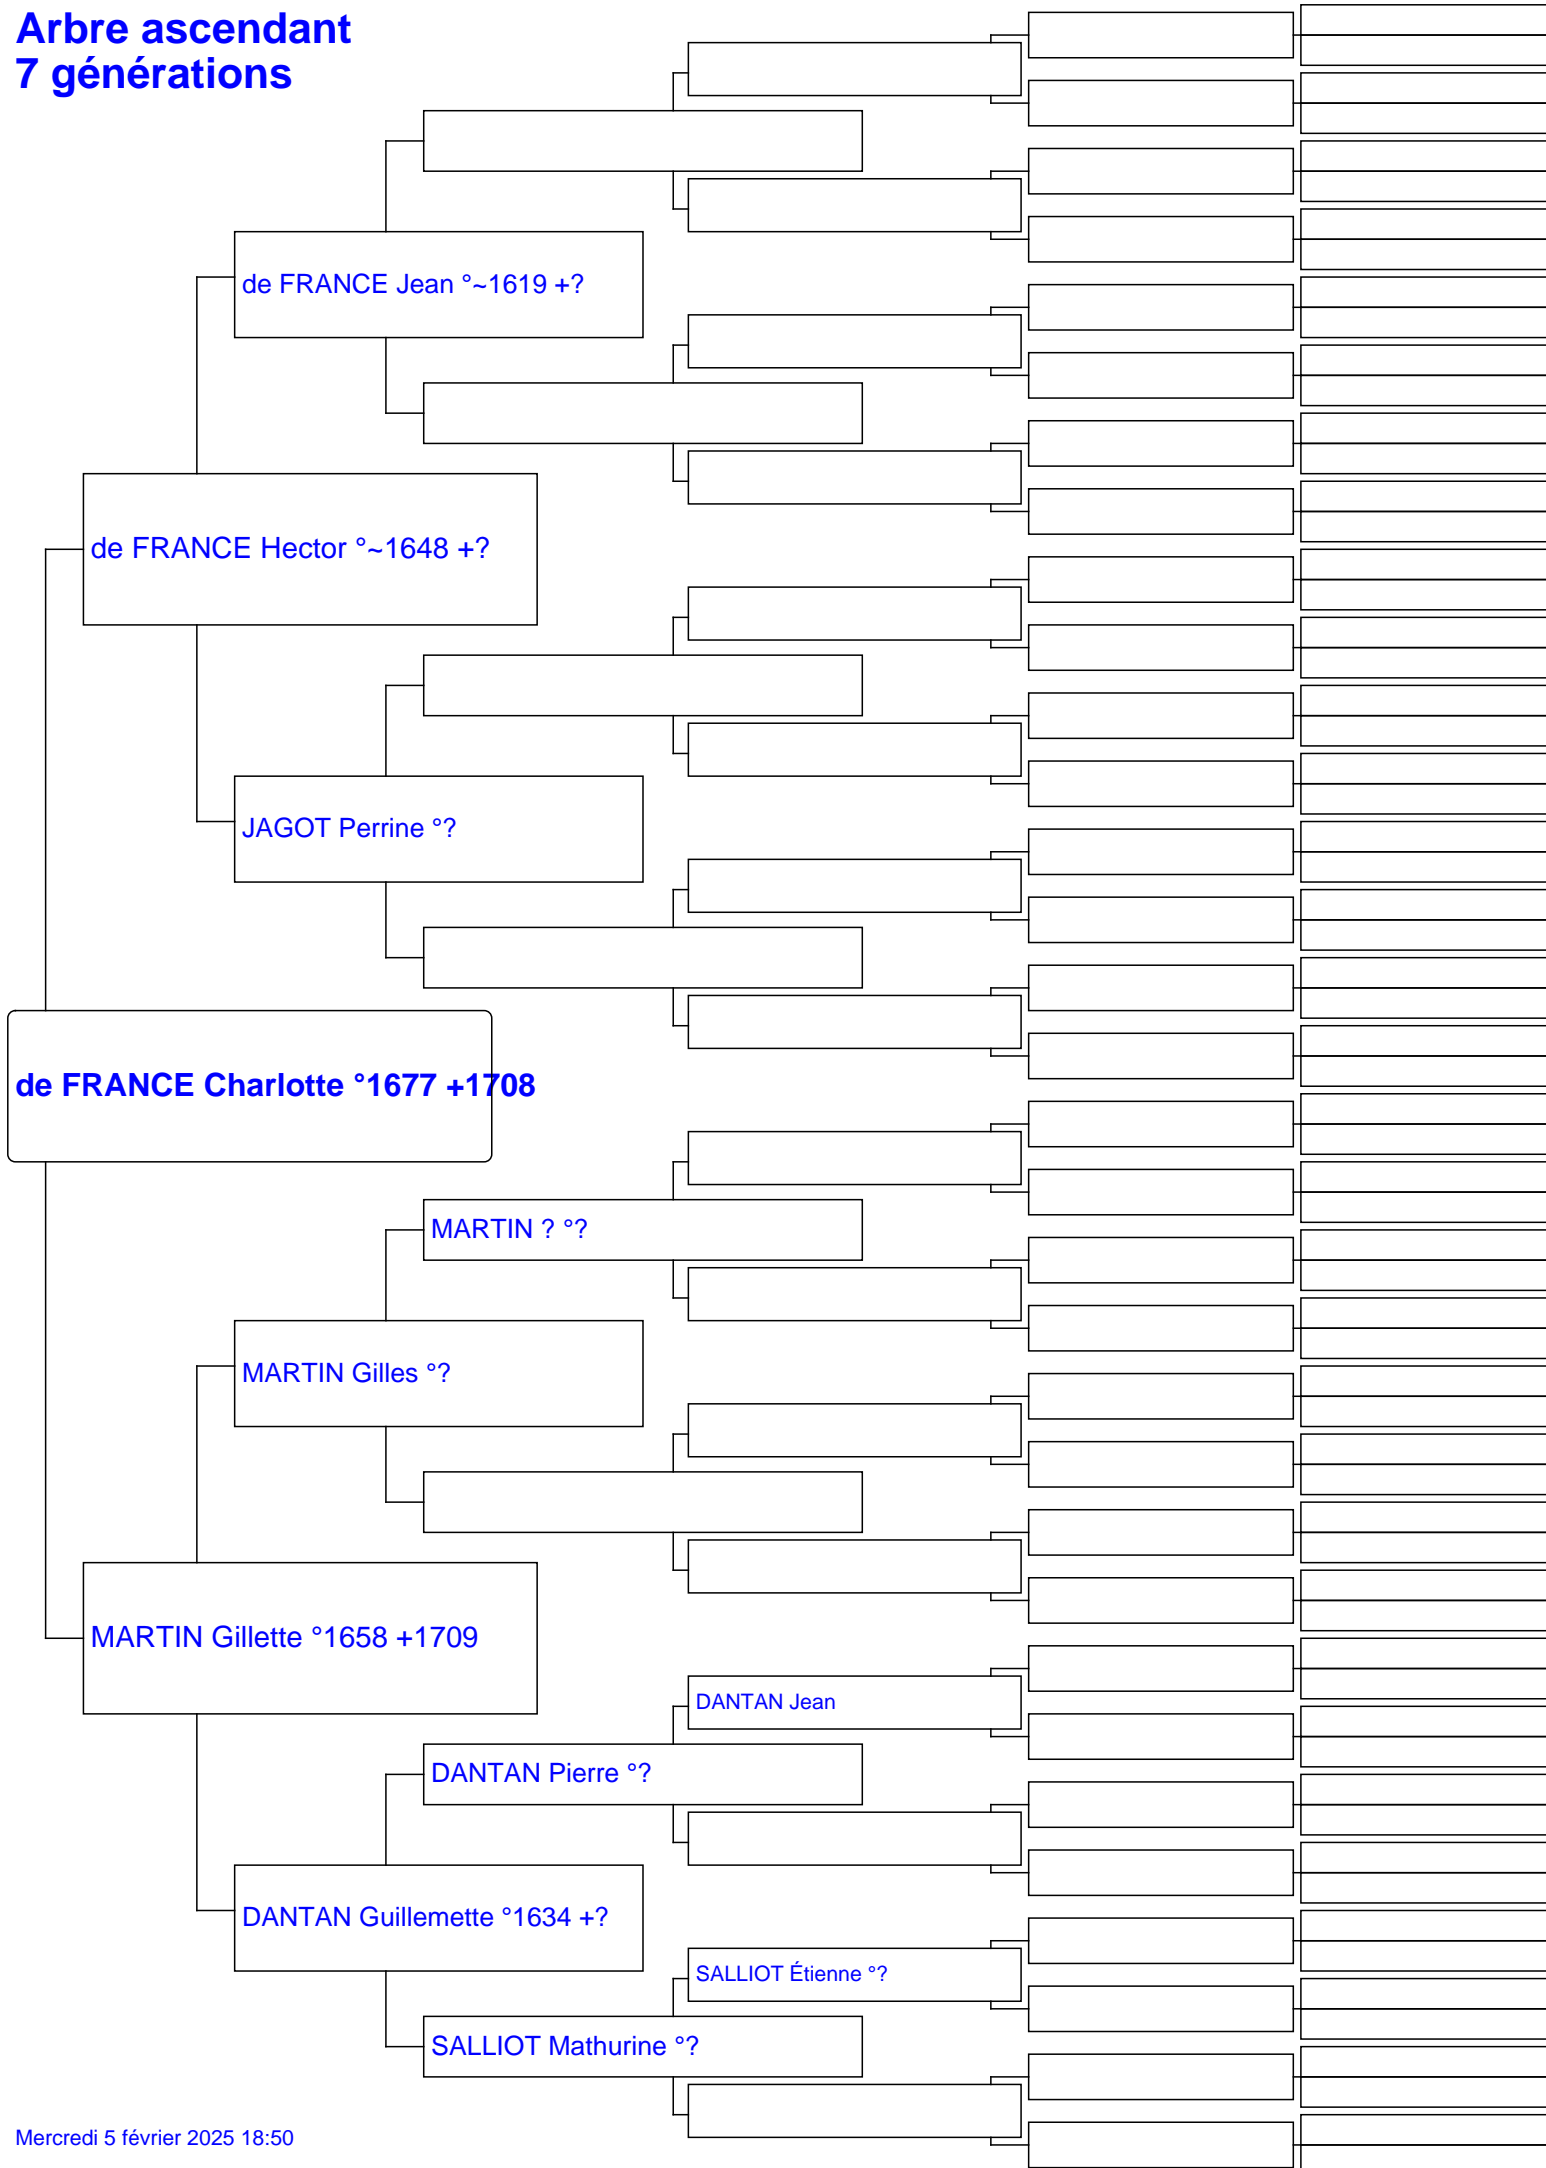 Arbre ascendant
7 générations
de FRANCE Jean °~1619 +?
de FRANCE Hector °~1648 +?
JAGOT Perrine °?
de FRANCE Charlotte °1677 +1708
MARTIN ? °?
MARTIN Gilles °?
MARTIN Gillette °1658 +1709
DANTAN Jean
DANTAN Pierre °?
DANTAN Guillemette °1634 +?
SALLIOT Étienne °?
SALLIOT Mathurine °?
Mercredi 5 février 2025 18:50